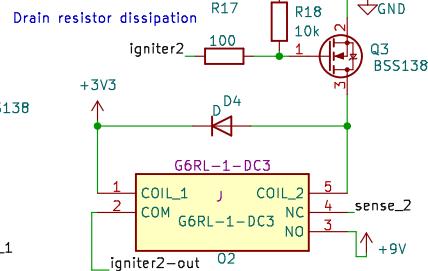 Drain resistor dissipation
R17
R18
10k
GND
igniter2
100
1
2
Q3
BSS138
3
+3V3
S138
D
D4
G6RL-1-DC3
1
COIL_1
COIL_2
5
J
2
COM
NC
4
sense_2
G6RL-1-DC3
NO
3
_1
igniter2-out
O2
+9V